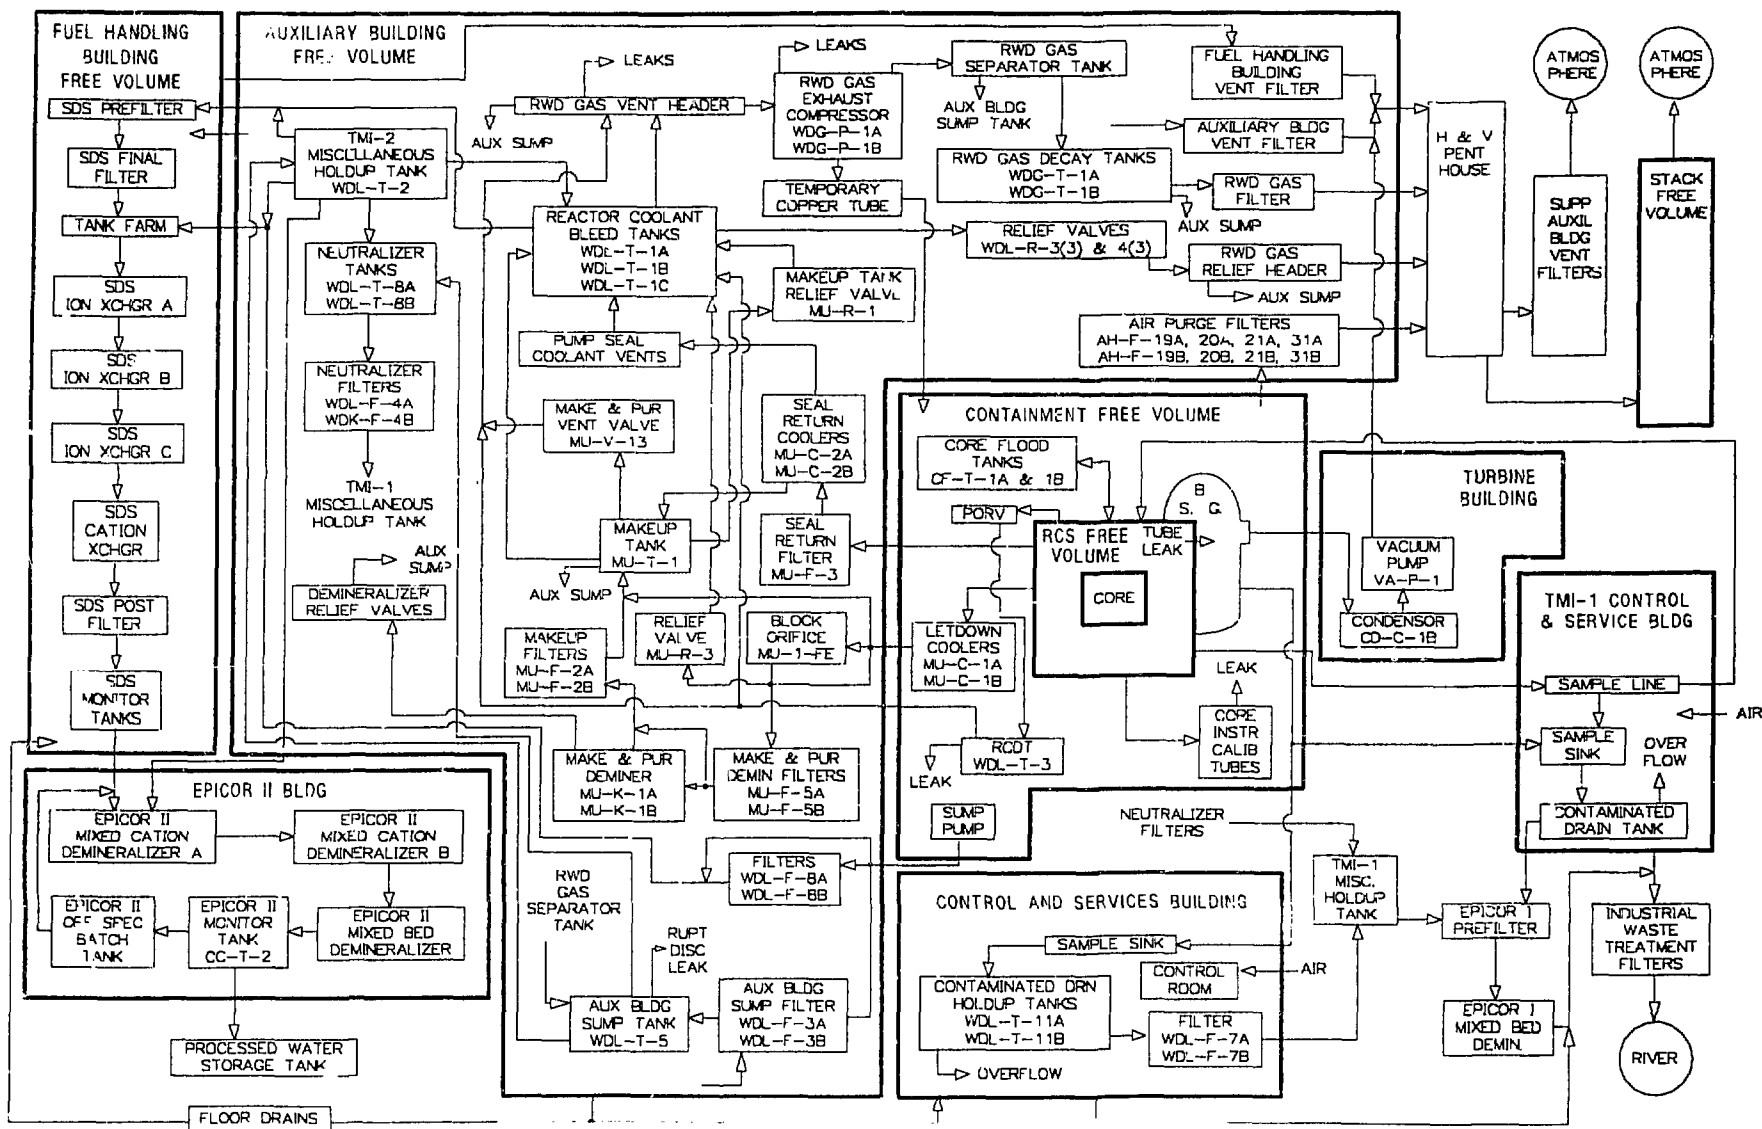 FUEL HANDLING
BUILDING
FREE VOLUME
SDS PREFILTER
SDS FINAL
FILTER
TANK FARM
SDS
ION XCHGR A
SDS
ION XCHGR B
SDS
ION XCHGR C
SDS
CATION
XCHGR
SDS POST
FILTER
SDS
MONITOR
TANKS
AUXILIARY BUILDING
FREE VOLUME
LEAKS
RWD GAS VENT HEADER
AUX SUMP
TMI-2
MISCELLANEOUS
HOLDUP TANK
WDL-T-2
NEUTRALIZER
TANKS
WDL-T-8A
WDL-T-8B
NEUTRALIZER
FILTERS
WDL-F-4A
WDK-F-4B
TMI-1
MISCELLANEOUS
HOLDUP TANK
AUX
SUMP
DEMINERALIZER
RELIEF VALVES
LEAKS
RWD GAS
EXHAUST
COMPRESSOR
WDG-P-1A
WDG-P-1B
TEMPORARY
COPPER TUBE
RWD GAS
SEPARATOR TANK
AUX BLDG
SUMP TANK
RWD GAS DECAY TANKS
WDG-T-1A
WDG-T-1B
AUX SUMP
FUEL HANDLING
BUILDING
VENT FILTER
AUXILIARY BLDG
VENT FILTER
RWD GAS
FILTER
REACTOR COOLANT
BLEED TANKS
WDL-T-1A
WDL-T-1B
WDL-T-1C
RELIEF VALVES
WDL-R-3(3) & 4(3)
RWD GAS
RELIEF HEADER
AUX SUMP
MAKEUP TANK
RELIEF VALVE
MU-R-1
AIR PURGE FILTERS
AH-F-19A, 20A, 21A, 31A
AH-F-19B, 20B, 21B, 31B
PUMP SEAL
COOLANT VENTS
MAKE & PUR
VENT VALVE
MU-V-13
SEAL
RETURN
COOLERS
MU-C-2A
MU-C-2B
MAKEUP
TANK
MU-T-1
AUX SUMP
SEAL
RETURN
FILTER
MU-F-3
MAKEUP
FILTERS
MU-F-2A
MU-F-2B
RELIEF
VALVE
MU-R-3
BLOCK
ORIFICE
MU-1-FE
MAKE & PUR
DEMINER
MU-K-1A
MU-K-1B
MAKE & PUR
DEMIN FILTERS
MU-F-5A
MU-F-5B
FILTERS
WDL-F-8A
WDL-F-8B
RWD
GAS
SEPARATOR
TANK
RUPT
DISC
LEAK
AUX BLDG
SUMP TANK
WDL-T-5
AUX BLDG
SUMP FILTER
WDL-F-3A
WDL-F-3B
H & V
PENT
HOUSE
ATMOS
PHERE
ATMOS
PHERE
SUPP
AUXIL
BLDG
VENT
FILTERS
STACK
FREE
VOLUME
CONTAINMENT FREE VOLUME
CORE FLOOD
TANKS
CF-T-1A & 1B
B
S. G.
PORV
RCS FREE
VOLUME
TUBE
LEAK
CORE
LETDOWN
COOLERS
MU-C-1A
MU-C-1B
LEAK
CORE
INSTR
CALIB
TUBES
RCDT
WDL-T-3
LEAK
SUMP
PUMP
TURBINE
BUILDING
VACUUM
PUMP
VA-P-1
CONDENSOR
CO-C-1B
TMI-1 CONTROL
& SERVICE BLDG
SAMPLE LINE
AIR
SAMPLE
SINK
OVER
FLOW
CONTAMINATED
DRAIN TANK
NEUTRALIZER
FILTERS
TMI-1
MISC.
HOLDUP
TANK
EPICOR I
PREFILTER
EPICOR I
MIXED BED
DEMIN.
INDUSTRIAL
WASTE
TREATMENT
FILTERS
RIVER
CONTROL AND SERVICES BUILDING
SAMPLE SINK
CONTROL
ROOM
AIR
CONTAMINATED DRN
HOLDUP TANKS
WDL-T-11A
WDL-T-11B
FILTER
WDL-F-7A
WDL-F-7B
OVERFLOW
EPICOR II BLDG
EPICOR II
MIXED CATION
DEMINERALIZER A
EPICOR II
MIXED CATION
DEMINERALIZER B
EPICOR II
OFF SPEC
BATCH
TANK
EPICOR II
MONITOR
TANK
CC-T-2
EPICOR II
MIXED BED
DEMINERALIZER
PROCESSED WATER
STORAGE TANK
FLOOR DRAINS